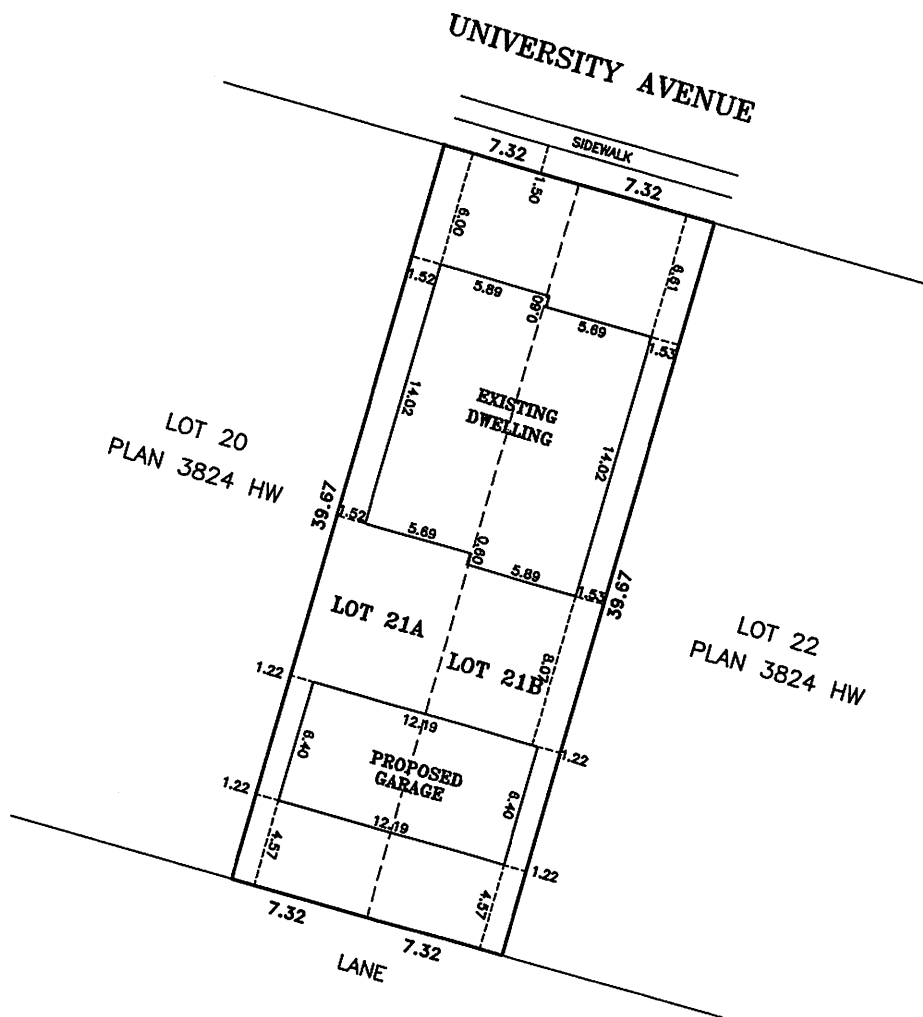 UNIVERSITY AVENUE
SIDEWALK
7.32
7.32
1.50
6.00
6.61
1.52
5.89
0.60
5.69
1.53
14.02
EXISTING
DWELLING
14.02
LOT 20
PLAN 3824 HW
39.67
1.52
5.69
0.60
5.89
1.53
39.67
LOT 21A
LOT 21B
8.07
LOT 22
PLAN 3824 HW
1.22
12.19
1.22
6.40
PROPOSED
GARAGE
6.40
1.22
12.19
1.22
4.57
4.57
7.32
7.32
LANE